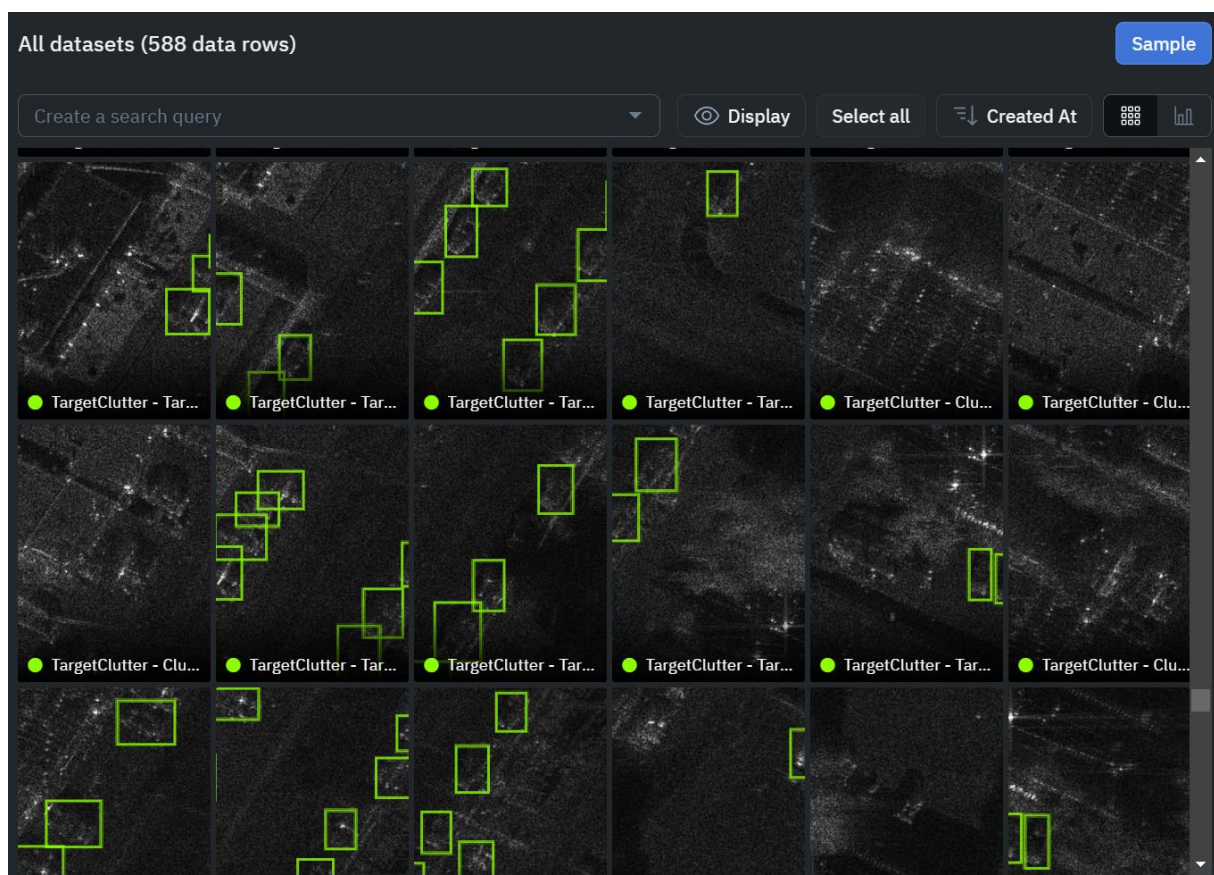 All datasets (588 data rows)
Sample
Create a search query
Display
Select all
Created At
TargetClutter - Tar...
TargetClutter - Tar...
TargetClutter - Tar...
TargetClutter - Tar...
TargetClutter - Clu...
TargetClutter - Clu...
TargetClutter - Clu...
TargetClutter - Tar...
TargetClutter - Tar...
TargetClutter - Tar...
TargetClutter - Tar...
TargetClutter - Clu...